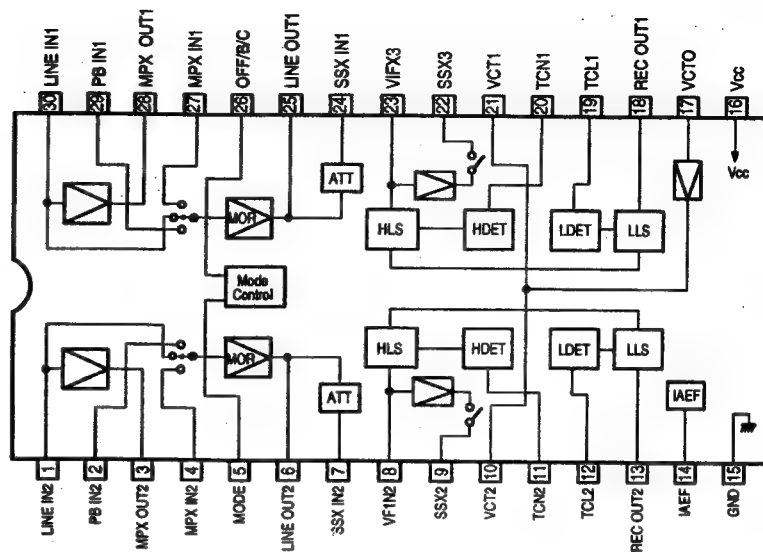 LINE IN1
PB IN1
MPX OUT1
MPX IN1
OFF/B/C
LINE OUT1
SSX IN1
VIFX3
SSX3
VCT1
TCN1
TCL1
REC OUT1
VCTO
Vcc
30
29
28
27
26
25
24
23
22
21
20
19
18
17
16
ATT
Vcc
MOR
HLS
HDET
LDET
LLS
Mode
Control
MOR
HLS
HDET
LDET
LLS
ATT
IAEF
1
2
3
4
5
6
7
8
9
10
11
12
13
14
15
LINE IN2
PB IN2
MPX OUT2
MPX IN2
MODE
LINE OUT2
SSX IN2
VF1N2
SSX2
VCT2
TCN2
TCL2
REC OUT2
IAEF
GND